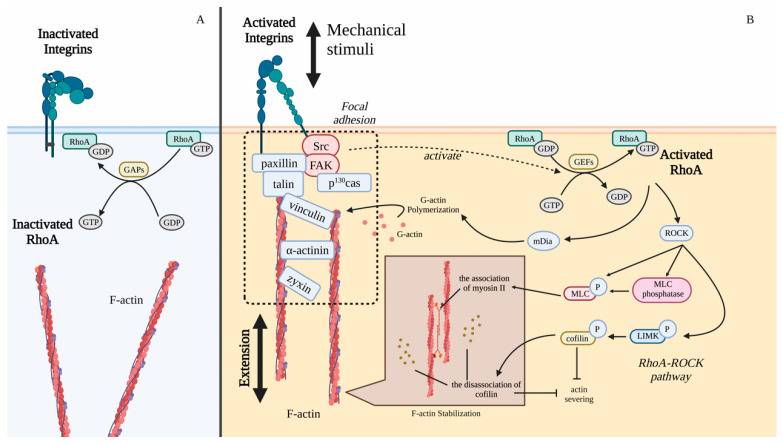 A
Inactivated
Integrins
RhoA
GDP
GAPs
RhoA
GTP
GTP
GDP
Inactivated
RhoA
F-actin
B
Activated
Integrins
Mechanical
stimuli
Focal
adhesion
Src
FAK
paxillin
talin
p130cas
vinculin
α-actinin
zyxin
activate
RhoA
GDP
GEFs
RhoA
GTP
GTP
GDP
Activated
RhoA
G-actin
Polymerization
G-actin
mDia
ROCK
MLC
P
MLC
phosphatase
P
cofilin
P
LIMK
P
the association
of myosin II
the disassociation of
cofilin
actin
severing
RhoA-ROCK
pathway
Extension
F-actin
F-actin Stabilization